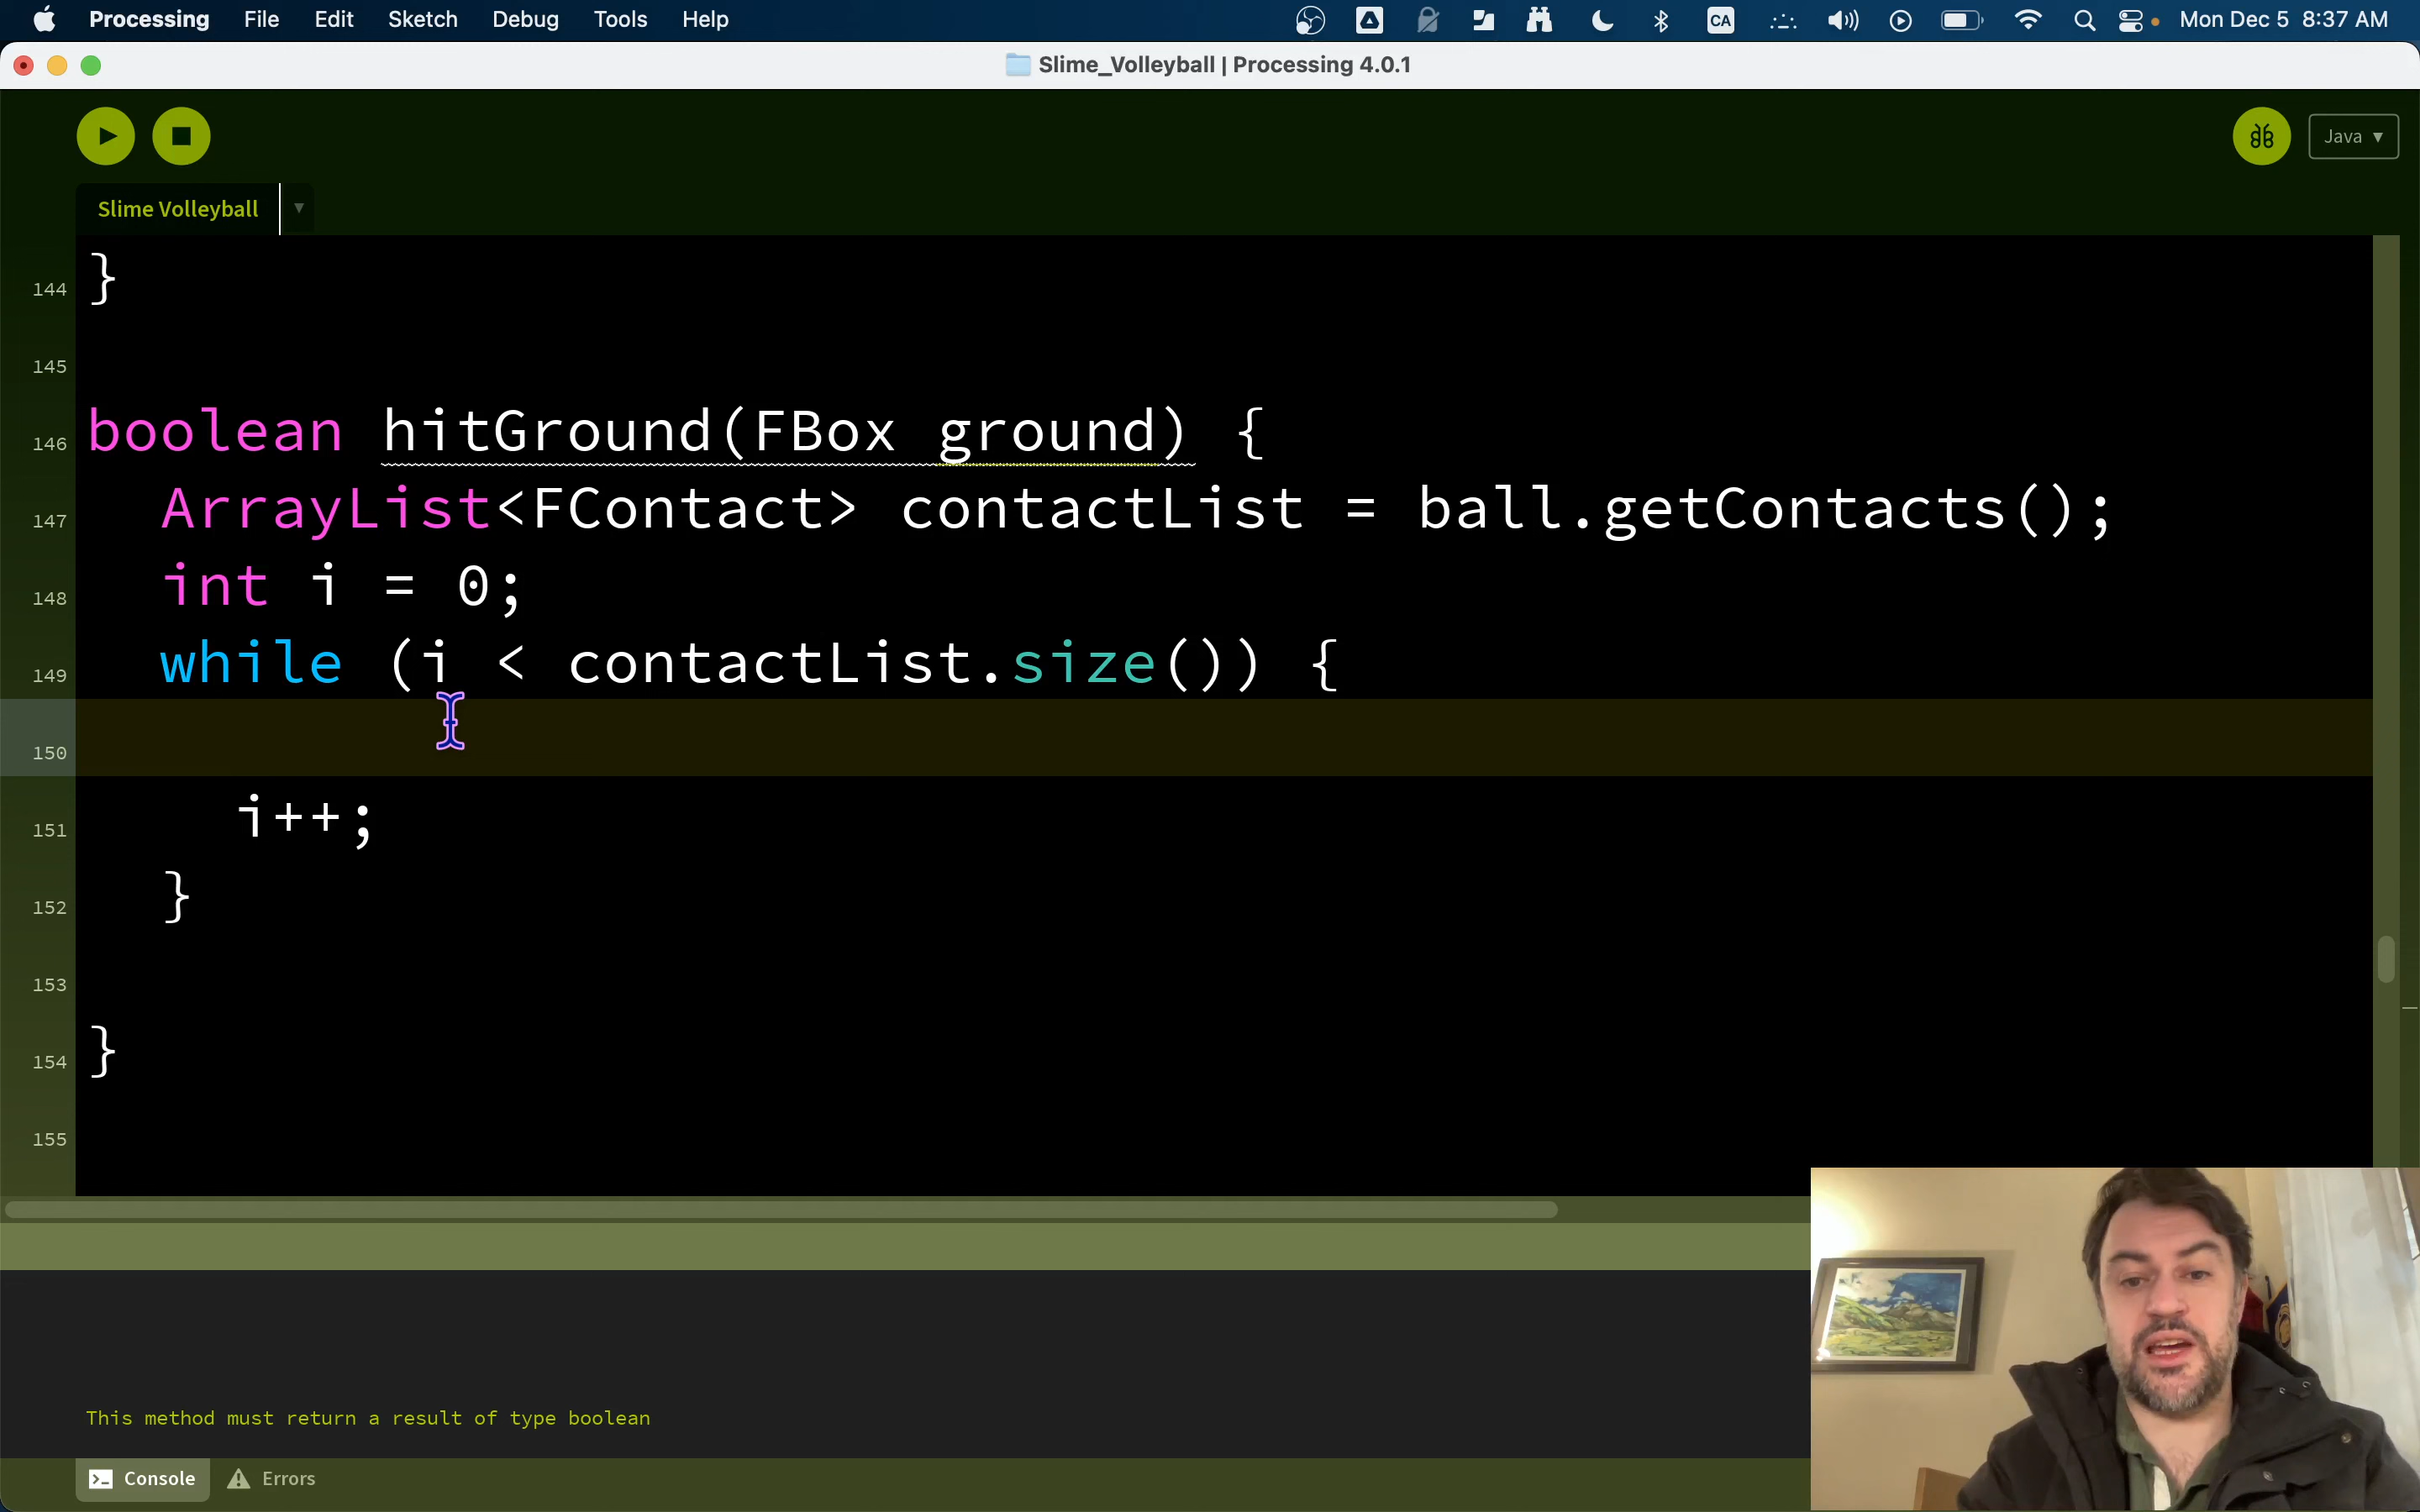 Processing File Edit Sketch Debug Tools Help CA Mon Dec 5 8:37 AM
Slime_Volleyball | Processing 4.0.1
Java ▾
Slime Volleyball ▾
144 }
145
146 boolean hitGround(FBox ground) {
147 ArrayList<FContact> contactList = ball.getContacts();
148 int i = 0;
149 while (i < contactList.size()) {
150
151 i++;
152 }
153
154 }
155
This method must return a result of type boolean
Console Errors